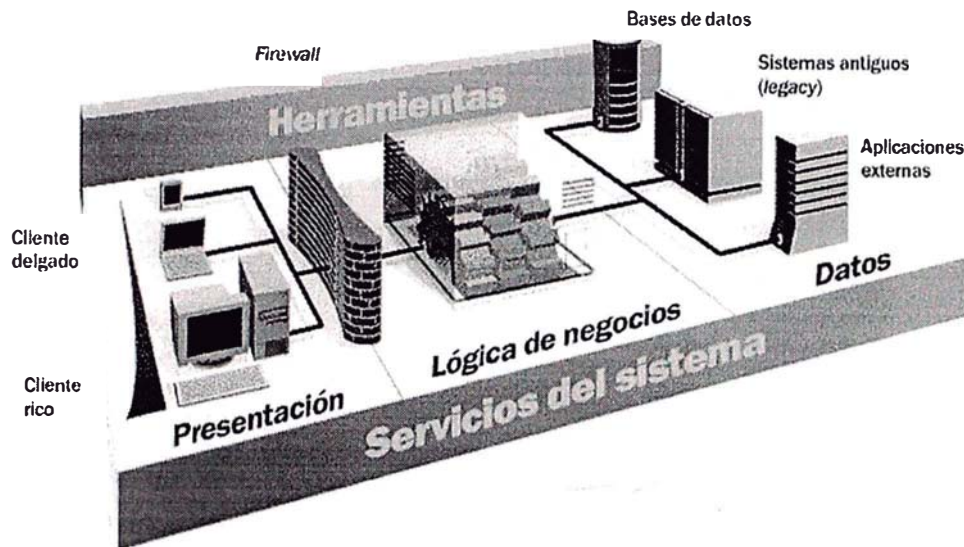 Bases de datos
Firewall
Sistemas antiguos
(legacy)
Herramientas
Aplicaciones
externas
Cliente
delgado
Datos
Lógica de negocios
Cliente
rico
Presentación
Servicios del sistema